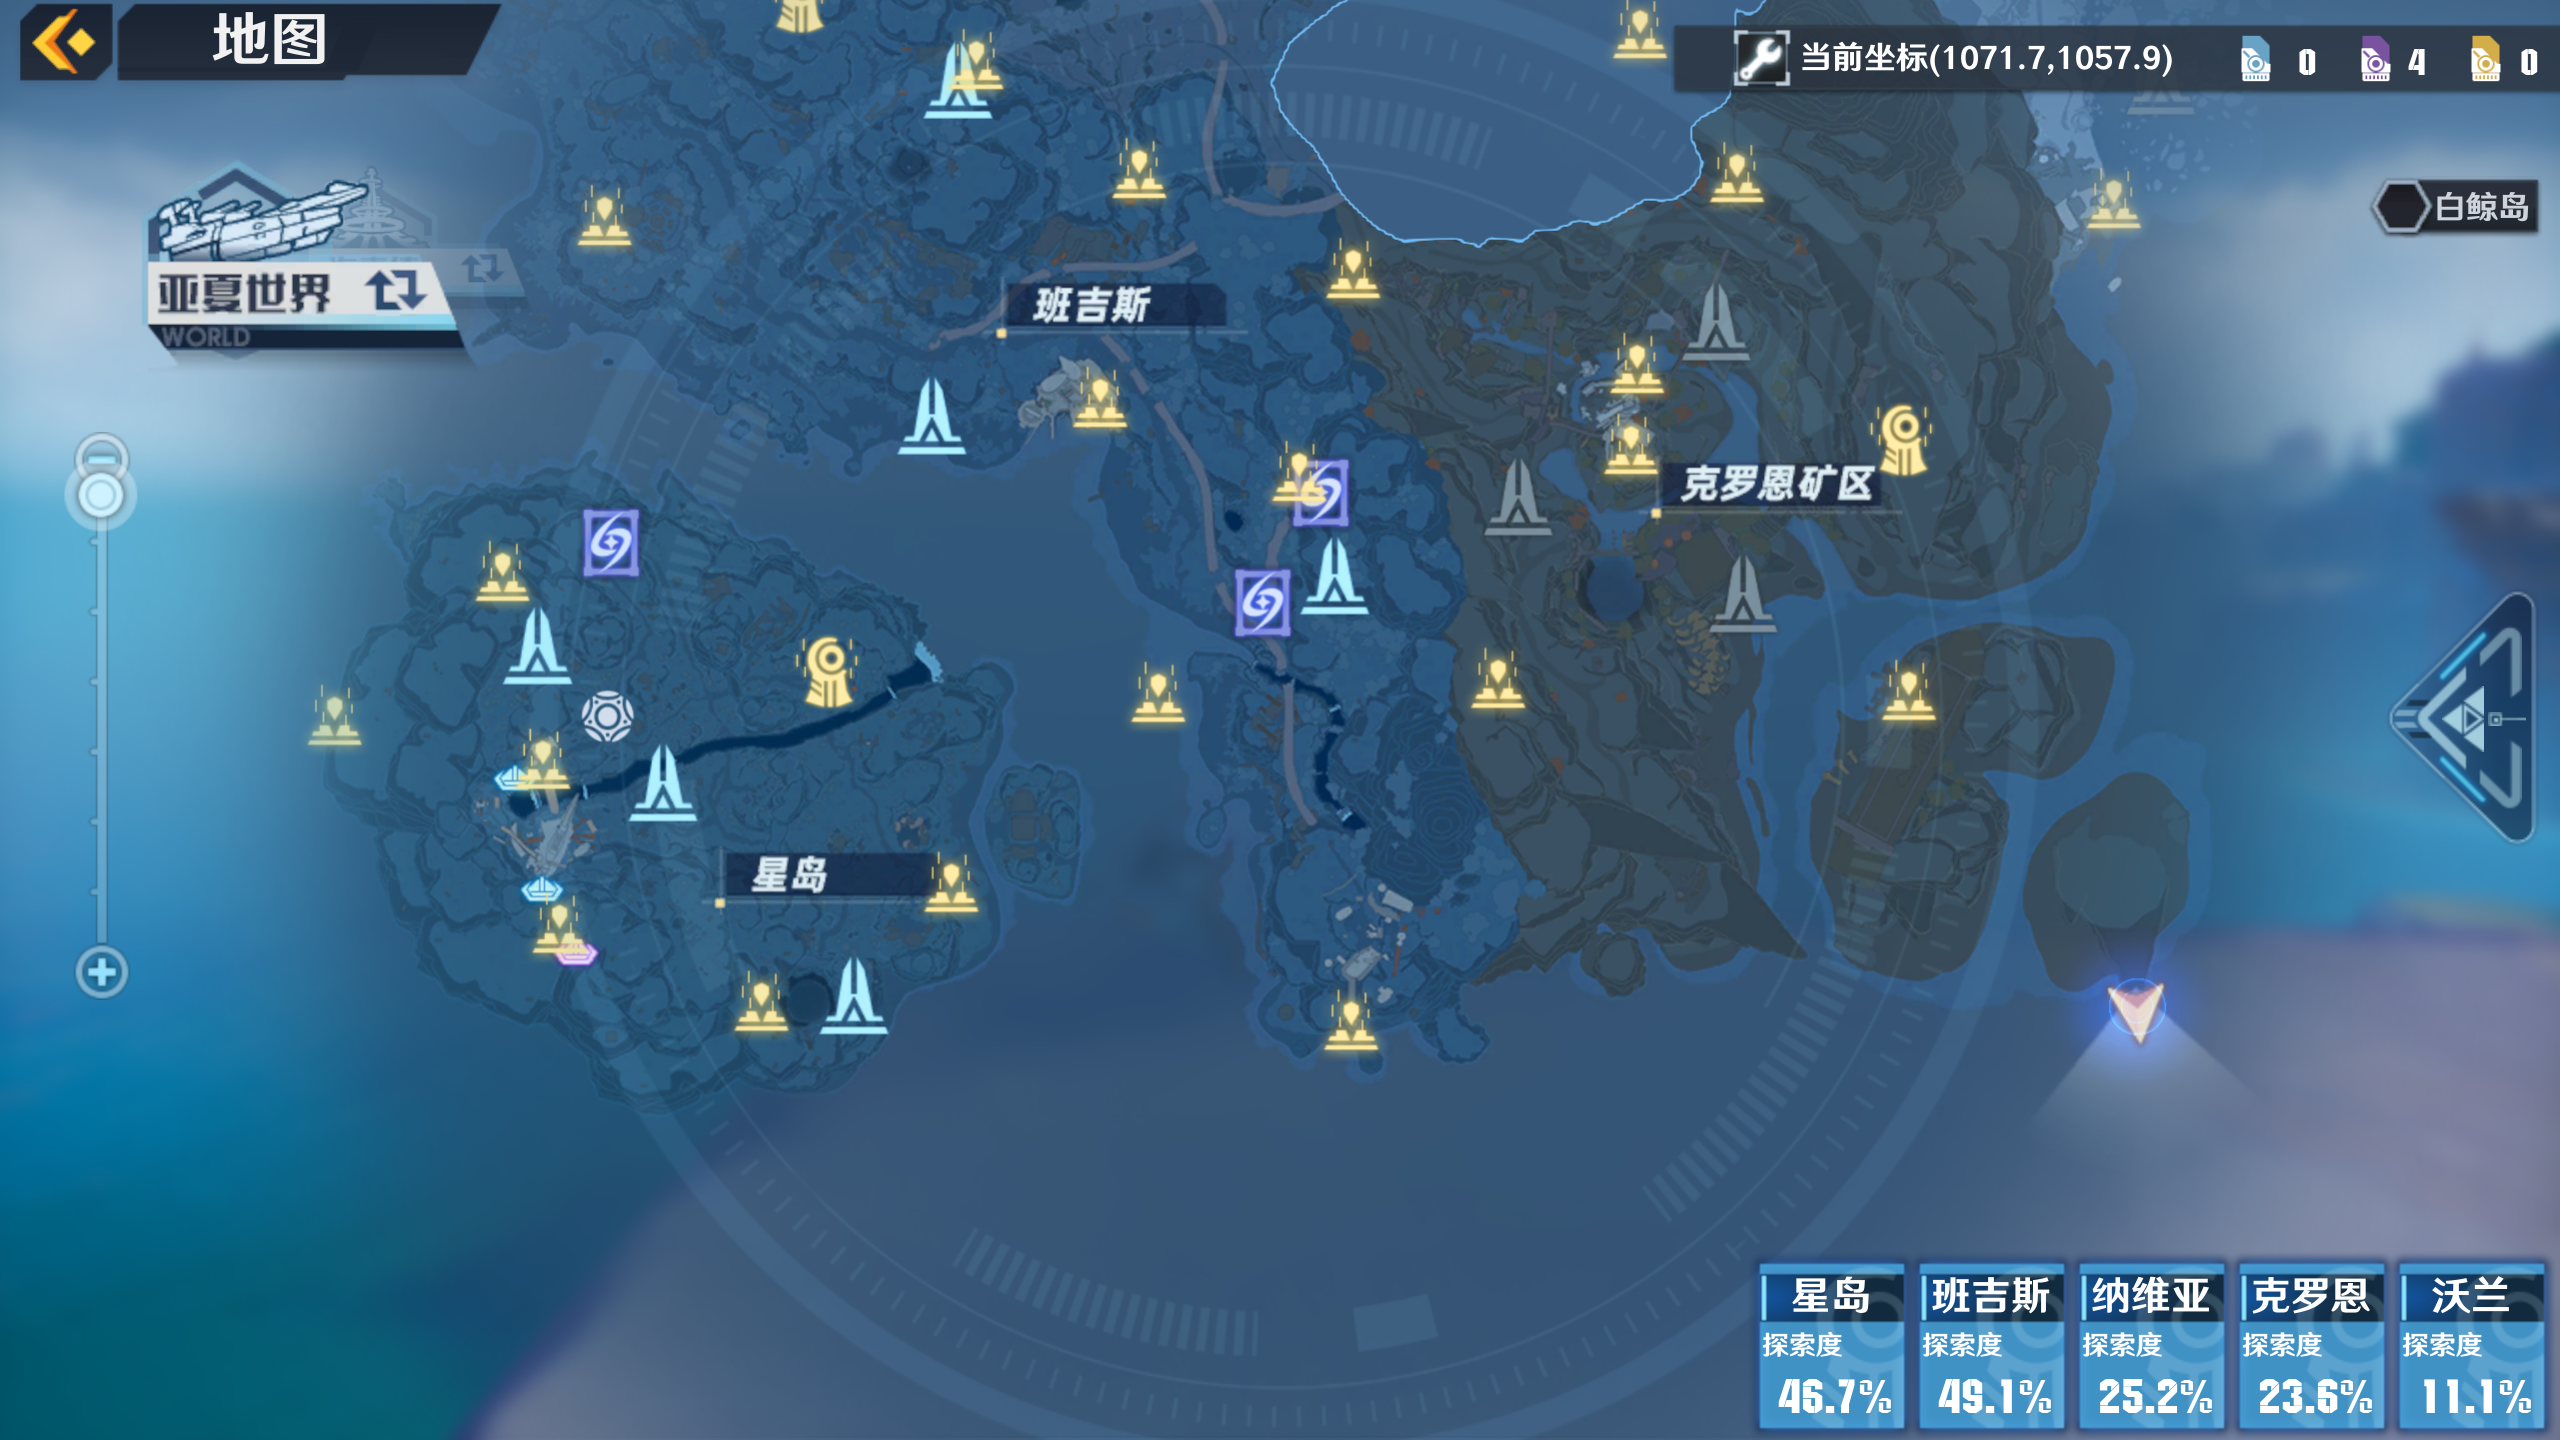 地图
当前坐标(1071.7,1057.9)
0
4
0
白鲸岛
亚夏世界
WORLD
班吉斯
克罗恩矿区
星岛
星岛
探索度
46.7%
班吉斯
探索度
49.1%
纳维亚
探索度
25.2%
克罗恩
探索度
23.6%
沃兰
探索度
11.1%